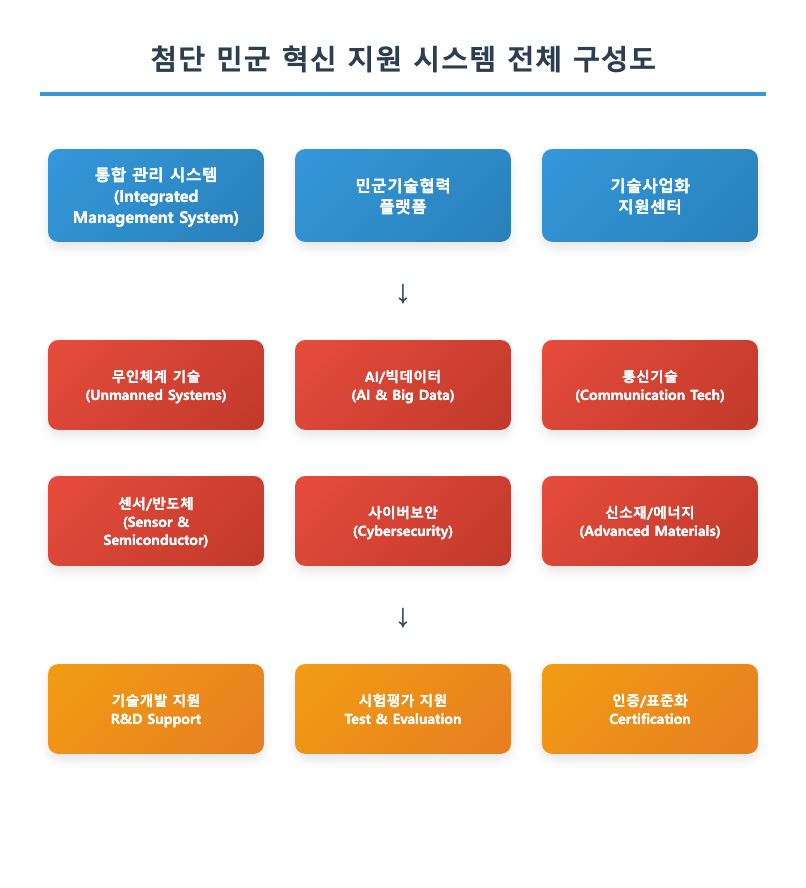 첨단 민군 혁신 지원 시스템 전체 구성도
통합 관리 시스템
(Integrated
Management System)
민군기술협력
플랫폼
기술사업화
지원센터
↓
무인체계 기술
(Unmanned Systems)
AI/빅데이터
(AI & Big Data)
통신기술
(Communication Tech)
센서/반도체
(Sensor &
Semiconductor)
사이버보안
(Cybersecurity)
신소재/에너지
(Advanced Materials)
↓
기술개발 지원
R&D Support
시험평가 지원
Test & Evaluation
인증/표준화
Certification